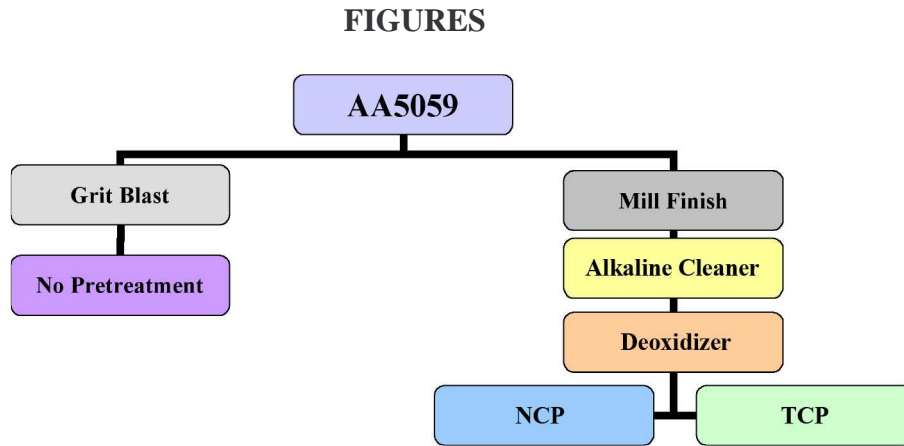 FIGURES
AA5059
Grit Blast
Mill Finish
No Pretreatment
Alkaline Cleaner
Deoxidizer
NCP
TCP